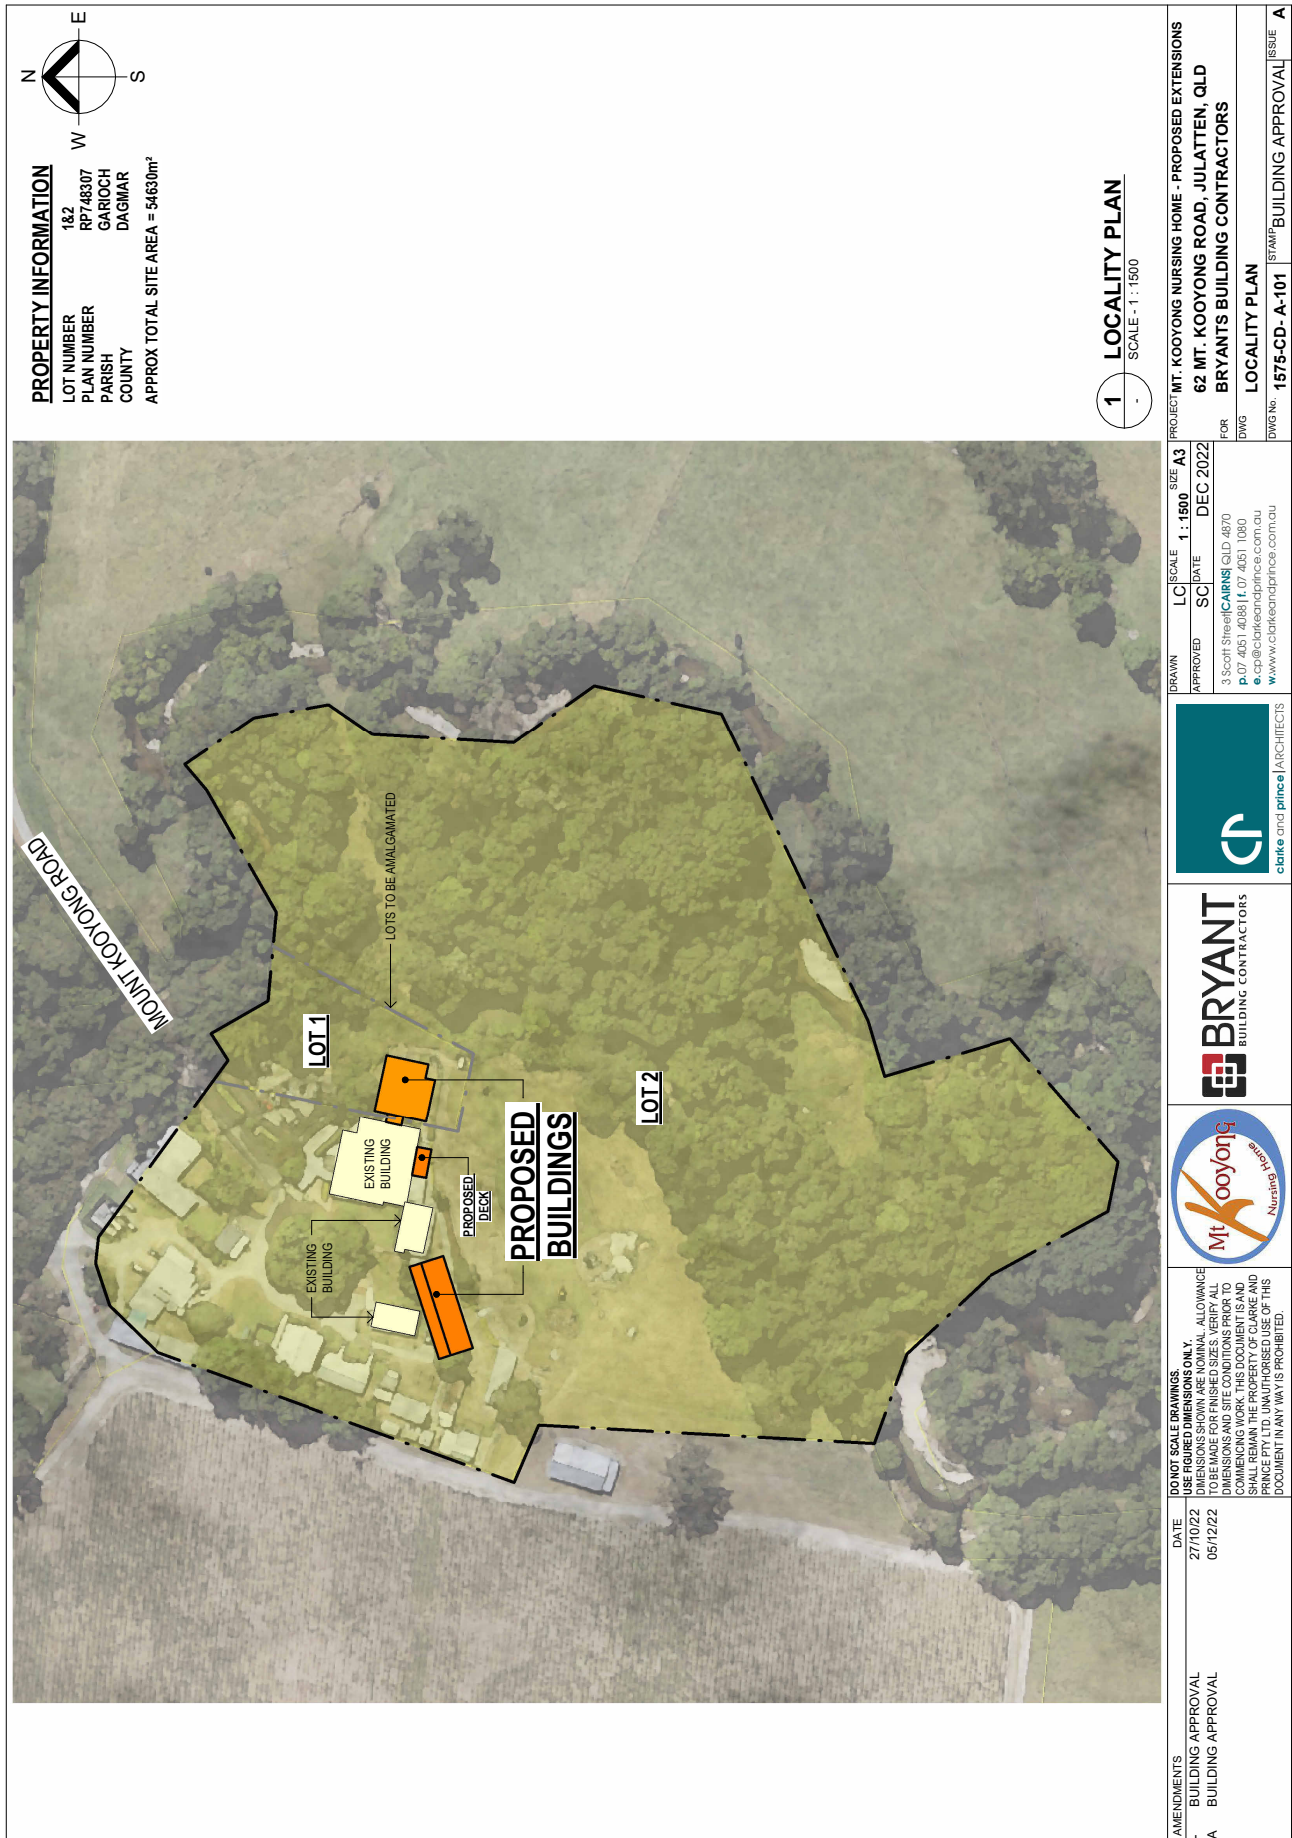 PROPERTY INFORMATION
LOT NUMBER 1&2
PLAN NUMBER RP748307
PARISH GARIOCH
COUNTY DAGMAR
APPROX TOTAL SITE AREA = 54630m²
N
E
S
W
MOUNT KOOYONG ROAD
LOT 1
LOTS TO BE AMALGAMATED
EXISTING
BUILDING
EXISTING
BUILDING
PROPOSED
DECK
PROPOSED
BUILDINGS
LOT 2
1
-
LOCALITY PLAN
SCALE - 1 : 1500
AMENDMENTS DATE
- BUILDING APPROVAL 27/10/22
A BUILDING APPROVAL 05/12/22
DO NOT SCALE DRAWINGS.
USE FIGURED DIMENSIONS ONLY.
DIMENSIONS SHOWN ARE NOMINAL. ALLOWANCE
TO BE MADE FOR FINISHED SIZES. VERIFY ALL
DIMENSIONS AND SITE CONDITIONS PRIOR TO
COMMENCING WORK. THIS DOCUMENT IS AND
SHALL REMAIN THE PROPERTY OF CLARKE AND
PRINCE PTY LTD. UNAUTHORISED USE OF THIS
DOCUMENT IN ANY WAY IS PROHIBITED.
Mt Kooyong
Nursing Home
BRYANT
BUILDING CONTRACTORS
cp
clarke and prince | ARCHITECTS
DRAWN LC
SCALE 1 : 1500
SIZE A3
APPROVED SC
DATE DEC 2022
3 Scott Street|CAIRNS| QLD 4870
p.07 4051 4088 | f. 07 4051 1080
e.cp@clarkeandprince.com.au
w.www.clarkeandprince.com.au
PROJECT MT. KOOYONG NURSING HOME - PROPOSED EXTENSIONS
62 MT. KOOYONG ROAD, JULATTEN, QLD
FOR BRYANTS BUILDING CONTRACTORS
DWG LOCALITY PLAN
DWG No. 1575-CD- A-101
STAMP BUILDING APPROVAL
ISSUE A